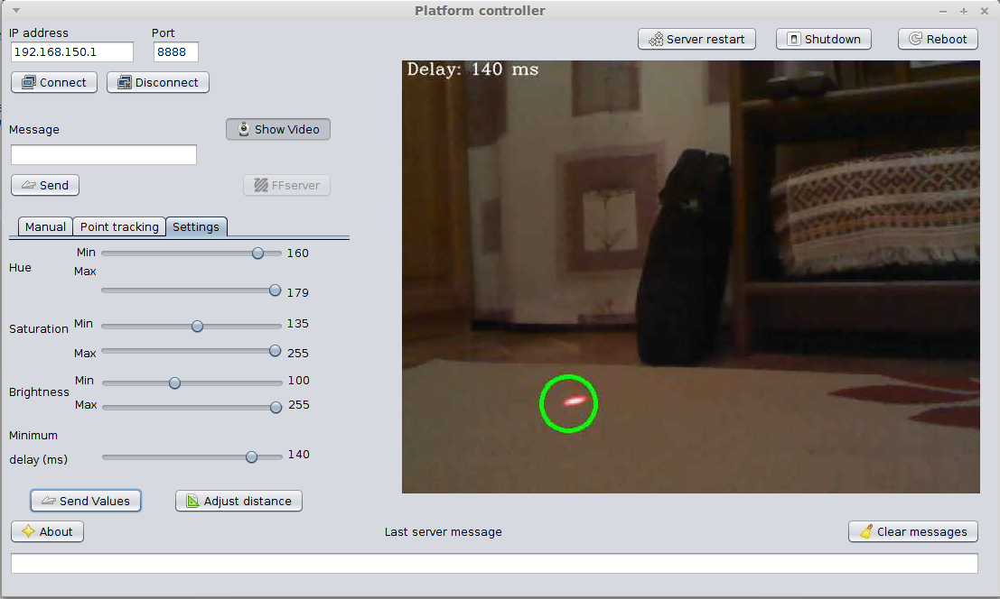 Platform controller
IP address
Port
192.168.150.1
8888
Server restart
Shutdown
Reboot
Connect
Disconnect
Delay: 140 ms
Message
Show Video
Send
FFserver
Manual
Point tracking
Settings
Hue
Min
160
Max
179
Saturation
Min
135
Max
255
Brightness
Min
100
Max
255
Minimum
delay (ms)
140
Send Values
Adjust distance
About
Last server message
Clear messages